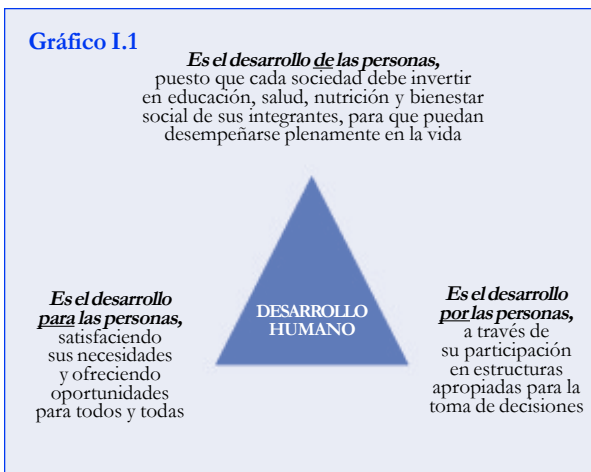 Gráfico I.1
Es el desarrollo de las personas,
puesto que cada sociedad debe invertir
en educación, salud, nutrición y bienestar
social de sus integrantes, para que puedan
desempeñarse plenamente en la vida
DESARROLLO
HUMANO
Es el desarrollo
para las personas,
satisfaciendo
sus necesidades
y ofreciendo
oportunidades
para todos y todas
Es el desarrollo
por las personas,
a través de
su participación
en estructuras
apropiadas para la
toma de decisiones